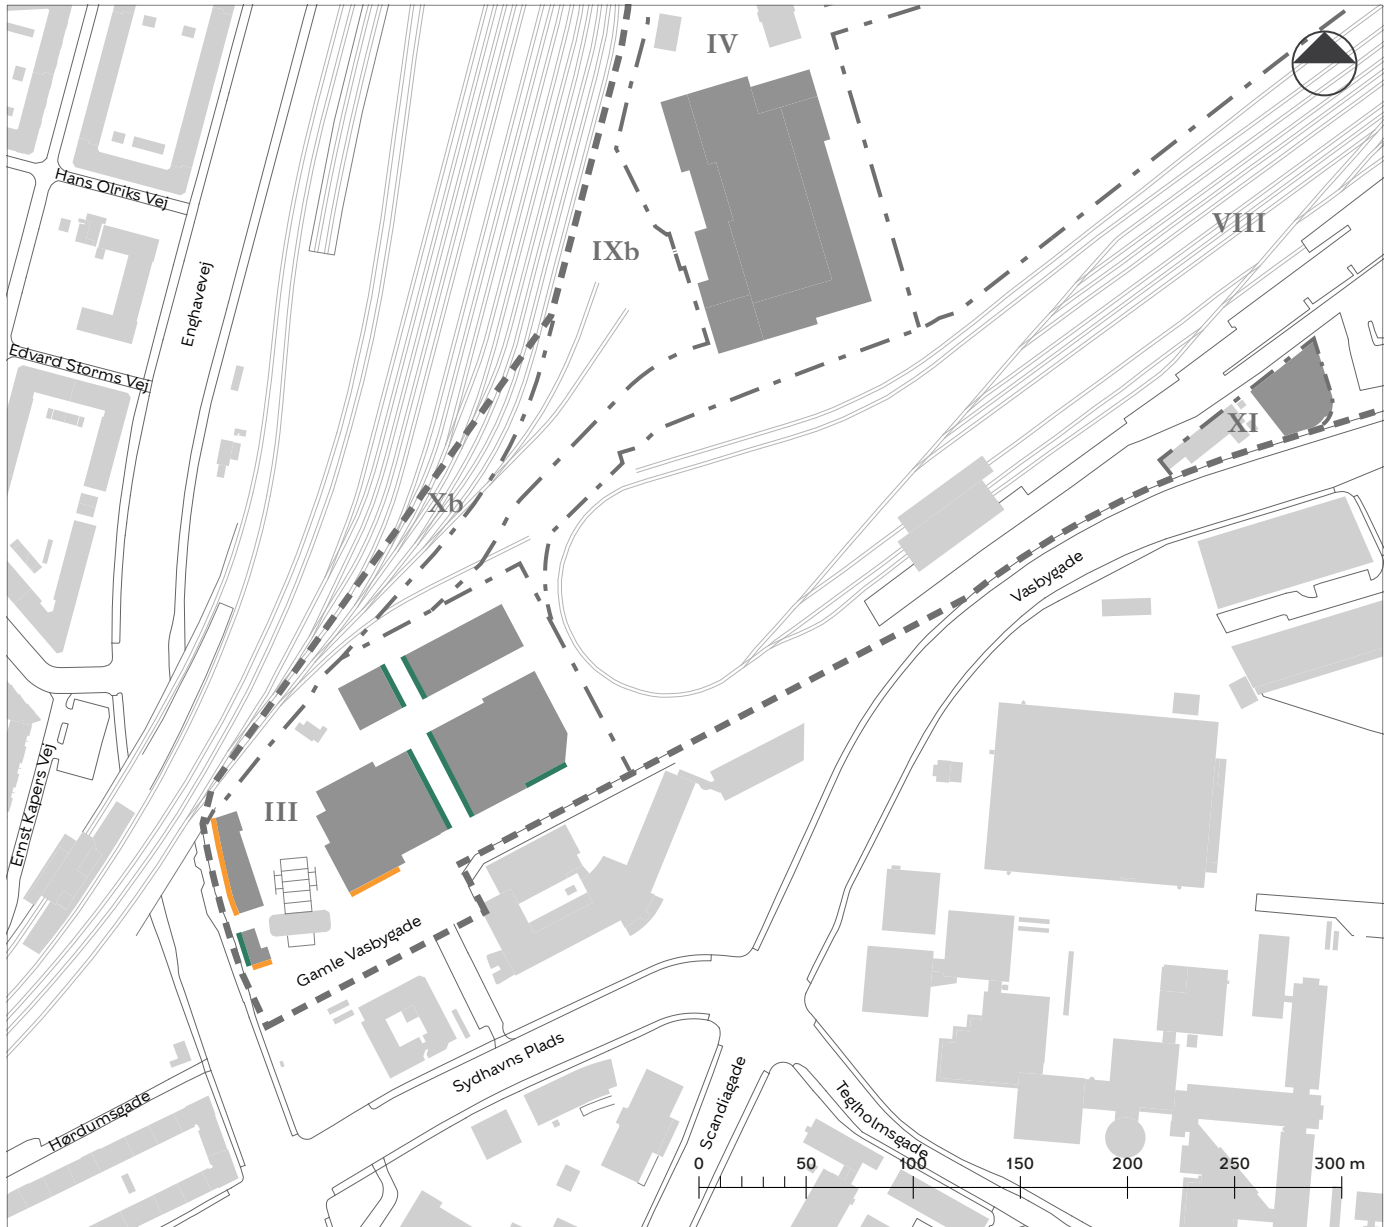 IV
Hans Olriks Vej
VIII
IXb
Enghavevej
Edvard Storms Vej
XI
Xb
Vasbygade
Ernst Kapers Vej
III
Gamle Vasbygade
Sydhavns Plads
Scandiagade
Teglholmsgade
Hørdumsgade
0 50 100 150 200 250 300 m